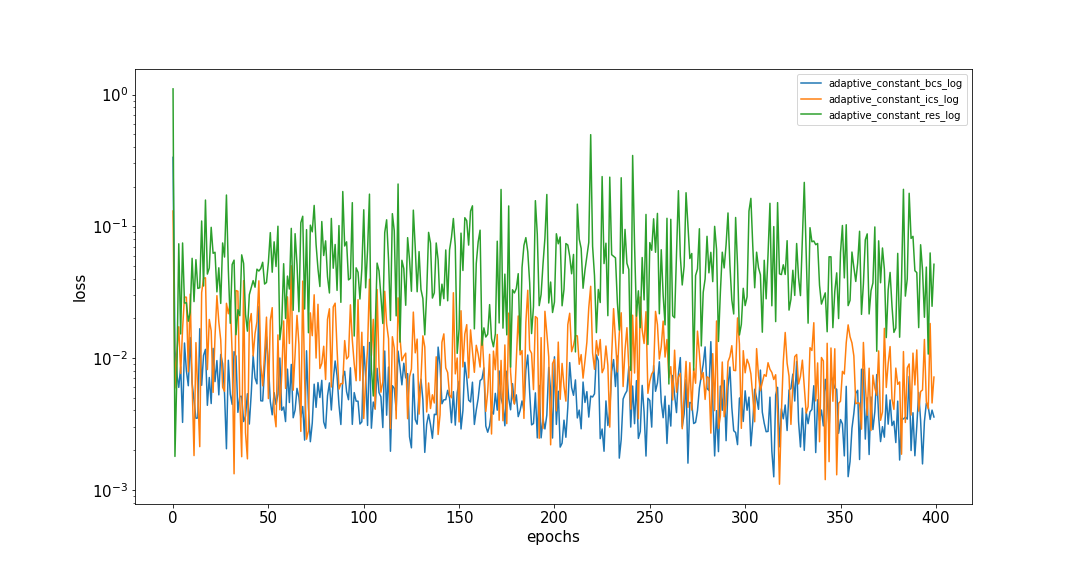 adaptive_constant_bcs_log
adaptive_constant_ics_log
adaptive_constant_res_log
10⁰
10⁻¹
10⁻²
10⁻³
loss
0 50 100 150 200 250 300 350 400
epochs